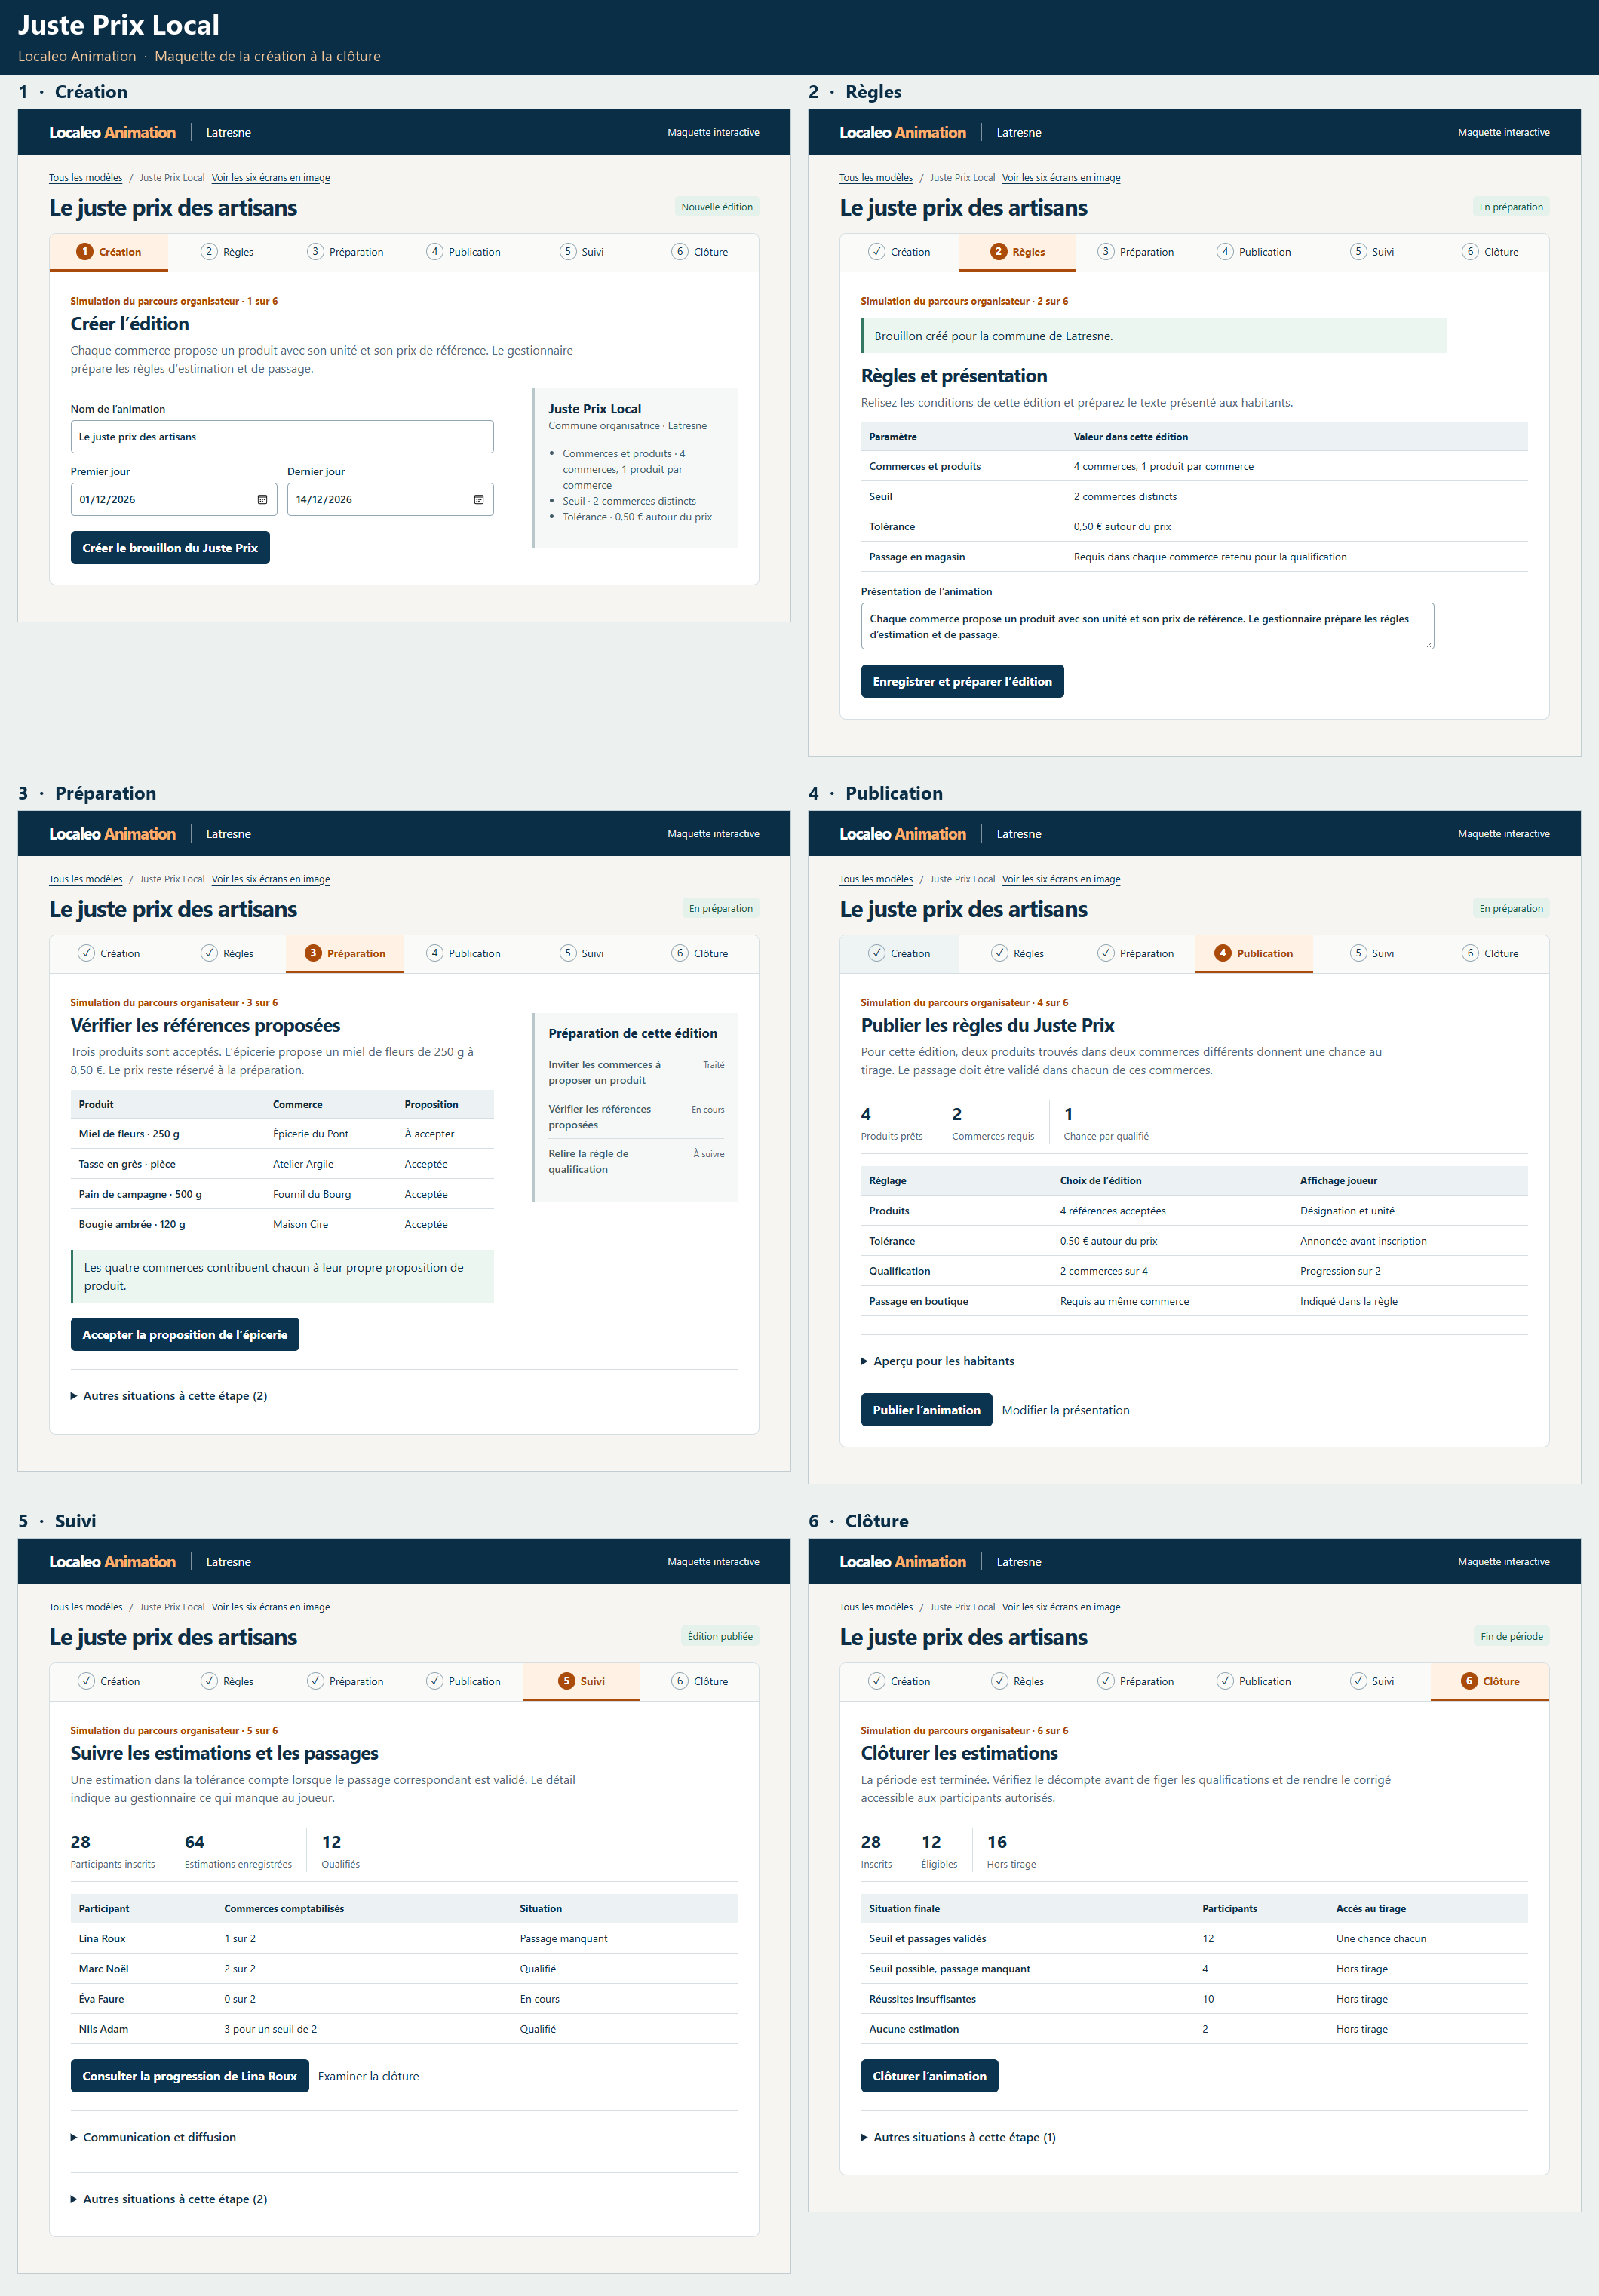 Juste Prix Local
Localeo Animation · Maquette de la création à la clôture
1 · Création
Localeo Animation
Latresne
Maquette interactive
Tous les modèles / Juste Prix Local Voir les six écrans en image
Le juste prix des artisans
Nouvelle édition
1 Création
2 Règles
3 Préparation
4 Publication
5 Suivi
6 Clôture
Simulation du parcours organisateur · 1 sur 6
Créer l’édition
Chaque commerce propose un produit avec son unité et son prix de référence. Le gestionnaire
prépare les règles d’estimation et de passage.
Nom de l’animation
Le juste prix des artisans
Premier jour
Dernier jour
01/12/2026
14/12/2026
Créer le brouillon du Juste Prix
Juste Prix Local
Commune organisatrice · Latresne
• Commerces et produits · 4
commerces, 1 produit par
commerce
• Seuil · 2 commerces distincts
• Tolérance · 0,50 € autour du prix
2 · Règles
Localeo Animation
Latresne
Maquette interactive
Tous les modèles / Juste Prix Local Voir les six écrans en image
Le juste prix des artisans
En préparation
✓ Création
2 Règles
3 Préparation
4 Publication
5 Suivi
6 Clôture
Simulation du parcours organisateur · 2 sur 6
Brouillon créé pour la commune de Latresne.
Règles et présentation
Relisez les conditions de cette édition et préparez le texte présenté aux habitants.
Paramètre Valeur dans cette édition
Commerces et produits 4 commerces, 1 produit par commerce
Seuil 2 commerces distincts
Tolérance 0,50 € autour du prix
Passage en magasin Requis dans chaque commerce retenu pour la qualification
Présentation de l’animation
Chaque commerce propose un produit avec son unité et son prix de référence. Le gestionnaire prépare les règles
d’estimation et de passage.
Enregistrer et préparer l’édition
3 · Préparation
Localeo Animation
Latresne
Maquette interactive
Tous les modèles / Juste Prix Local Voir les six écrans en image
Le juste prix des artisans
En préparation
✓ Création
✓ Règles
3 Préparation
4 Publication
5 Suivi
6 Clôture
Simulation du parcours organisateur · 3 sur 6
Vérifier les références proposées
Trois produits sont acceptés. L’épicerie propose un miel de fleurs de 250 g à
8,50 €. Le prix reste réservé à la préparation.
Produit Commerce Proposition
Miel de fleurs · 250 g Épicerie du Pont À accepter
Tasse en grès · pièce Atelier Argile Acceptée
Pain de campagne · 500 g Fournil du Bourg Acceptée
Bougie ambrée · 120 g Maison Cire Acceptée
Les quatre commerces contribuent chacun à leur propre proposition de
produit.
Accepter la proposition de l’épicerie
Autres situations à cette étape (2)
Préparation de cette édition
Inviter les commerces à Traité
proposer un produit
Vérifier les références En cours
proposées
Relire la règle de À suivre
qualification
4 · Publication
Localeo Animation
Latresne
Maquette interactive
Tous les modèles / Juste Prix Local Voir les six écrans en image
Le juste prix des artisans
En préparation
✓ Création
✓ Règles
✓ Préparation
4 Publication
5 Suivi
6 Clôture
Simulation du parcours organisateur · 4 sur 6
Publier les règles du Juste Prix
Pour cette édition, deux produits trouvés dans deux commerces différents donnent une chance au
tirage. Le passage doit être validé dans chacun de ces commerces.
4 2 1
Produits prêts Commerces requis Chance par qualifié
Réglage Choix de l’édition Affichage joueur
Produits 4 références acceptées Désignation et unité
Tolérance 0,50 € autour du prix Annoncée avant inscription
Qualification 2 commerces sur 4 Progression sur 2
Passage en boutique Requis au même commerce Indiqué dans la règle
Aperçu pour les habitants
Publier l’animation Modifier la présentation
5 · Suivi
Localeo Animation
Latresne
Maquette interactive
Tous les modèles / Juste Prix Local Voir les six écrans en image
Le juste prix des artisans
Édition publiée
✓ Création
✓ Règles
✓ Préparation
✓ Publication
5 Suivi
6 Clôture
Simulation du parcours organisateur · 5 sur 6
Suivre les estimations et les passages
Une estimation dans la tolérance compte lorsque le passage correspondant est validé. Le détail
indique au gestionnaire ce qui manque au joueur.
28 64 12
Participants inscrits Estimations enregistrées Qualifiés
Participant Commerces comptabilisés Situation
Lina Roux 1 sur 2 Passage manquant
Marc Noël 2 sur 2 Qualifié
Éva Faure 0 sur 2 En cours
Nils Adam 3 pour un seuil de 2 Qualifié
Consulter la progression de Lina Roux Examiner la clôture
Communication et diffusion
Autres situations à cette étape (2)
6 · Clôture
Localeo Animation
Latresne
Maquette interactive
Tous les modèles / Juste Prix Local Voir les six écrans en image
Le juste prix des artisans
Fin de période
✓ Création
✓ Règles
✓ Préparation
✓ Publication
✓ Suivi
6 Clôture
Simulation du parcours organisateur · 6 sur 6
Clôturer les estimations
La période est terminée. Vérifiez le décompte avant de figer les qualifications et de rendre le corrigé
accessible aux participants autorisés.
28 12 16
Inscrits Éligibles Hors tirage
Situation finale Participants Accès au tirage
Seuil et passages validés 12 Une chance chacun
Seuil possible, passage manquant 4 Hors tirage
Réussites insuffisantes 10 Hors tirage
Aucune estimation 2 Hors tirage
Clôturer l’animation
Autres situations à cette étape (1)